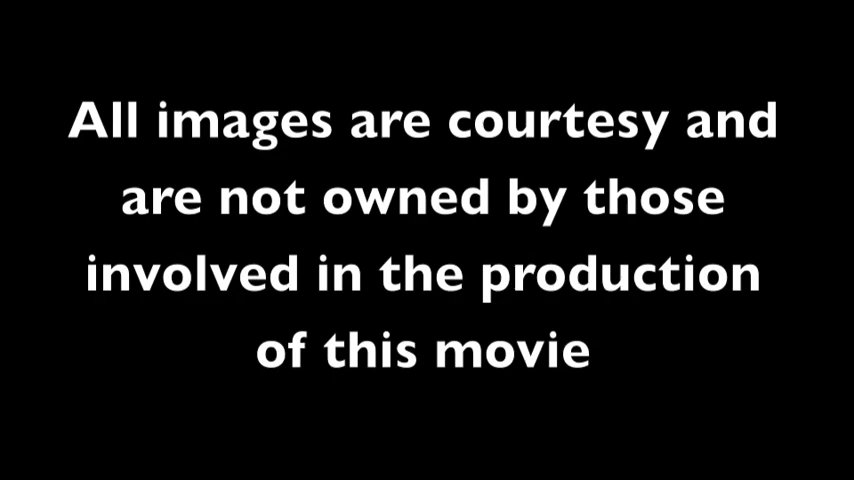 All images are courtesy and
are not owned by those
involved in the production
of this movie